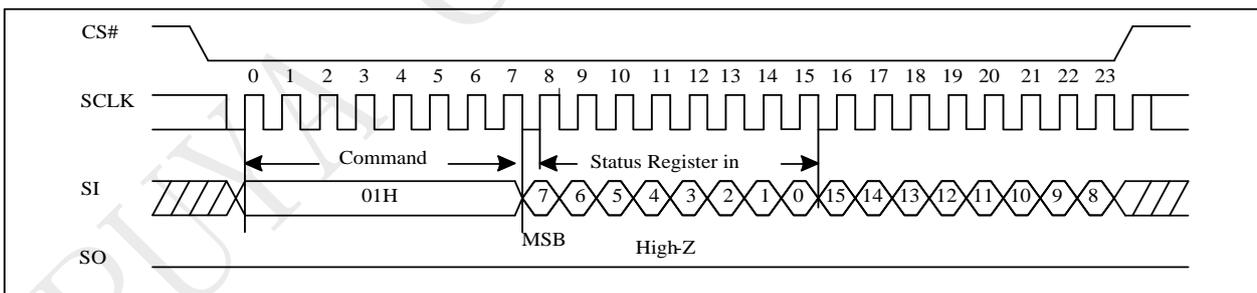 CS#
0 1 2 3 4 5 6 7 8 9 10 11 12 13 14 15 16 17 18 19 20 21 22 23
SCLK
Command Status Register in
SI 01H 7 6 5 4 3 2 1 0 15 14 13 12 11 10 9 8
MSB High-Z
SO
PUYA